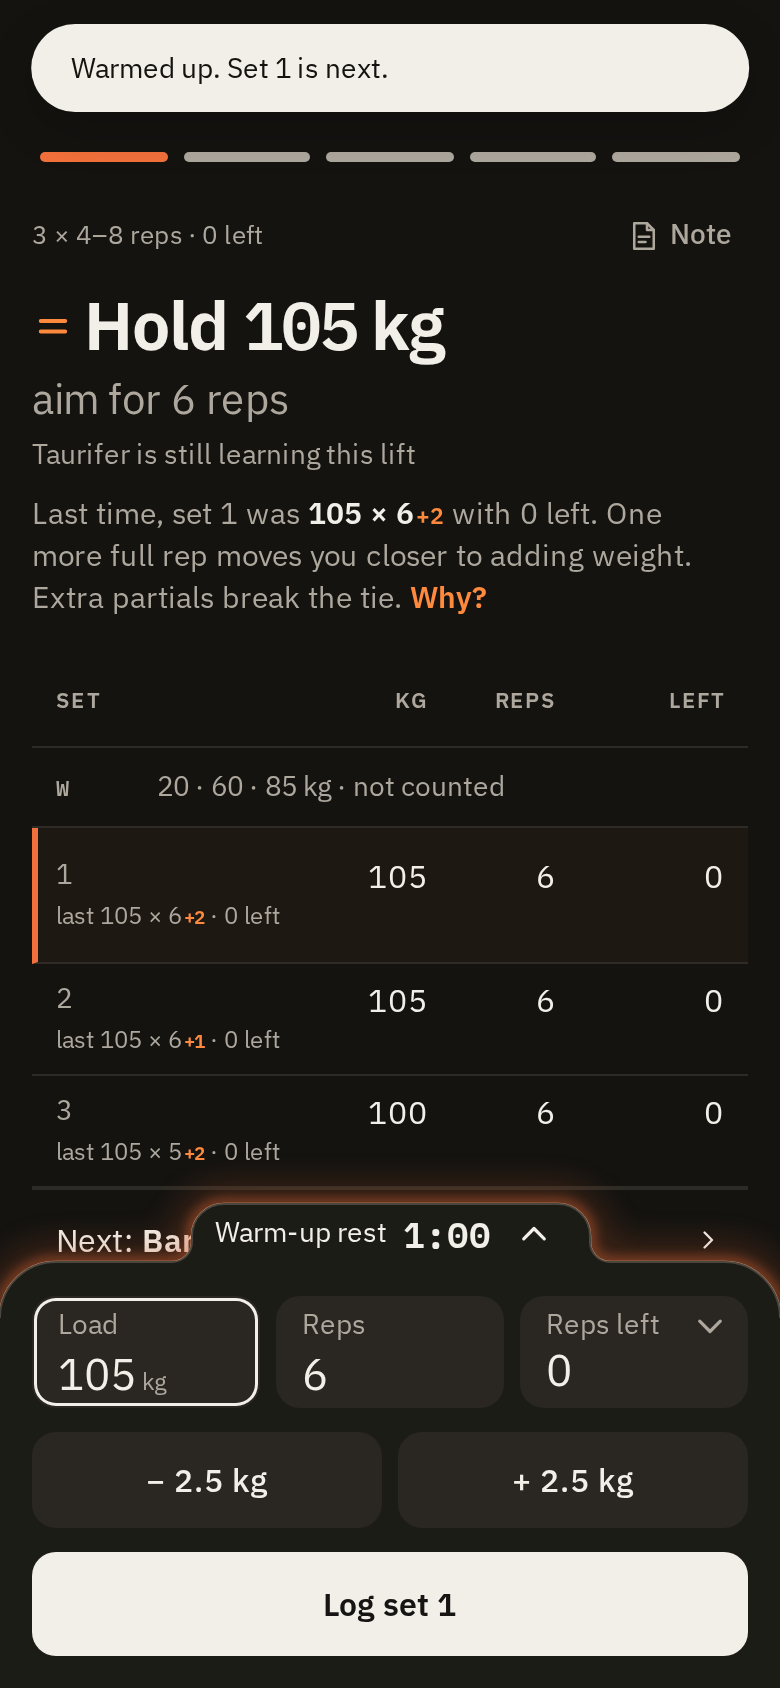 Warmed up. Set 1 is next.
3 × 4–8 reps · 0 left
Note
= Hold 105 kg
aim for 6 reps
Taurifer is still learning this lift
Last time, set 1 was 105 × 6+2 with 0 left. One
more full rep moves you closer to adding weight.
Extra partials break the tie. Why?
SET KG REPS LEFT
W 20 · 60 · 85 kg · not counted
1 105 6 0
last 105 × 6+2 · 0 left
2 105 6 0
last 105 × 6+1 · 0 left
3 100 6 0
last 105 × 5+2 · 0 left
Next:
Warm-up rest 1:00
Load Reps Reps left
105 kg 6 0
− 2.5 kg + 2.5 kg
Log set 1